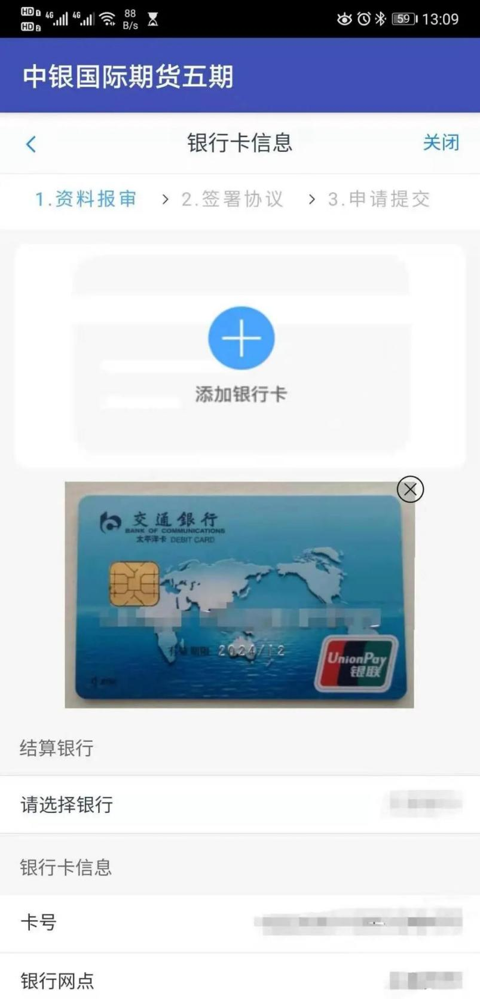 HD 1 4G 4G 88 59 13:09
HD 2 B/s
中银国际期货五期
银行卡信息 关闭
1.资料报审 > 2.签署协议 > 3.申请提交
添加银行卡
交通銀行
BANK OF COMMUNICATIONS
太平洋卡 DEBIT CARD
有效期限 2024/12
UnionPay
银联
结算银行
请选择银行
银行卡信息
卡号
银行网点